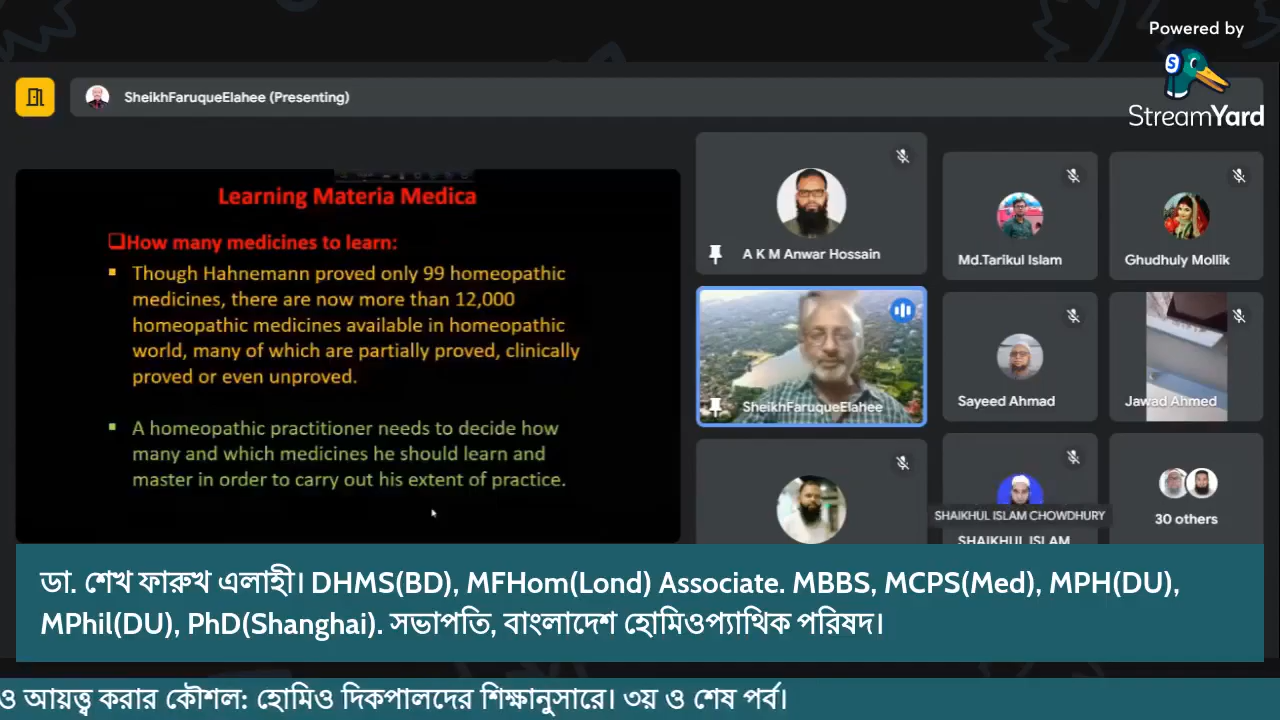 Powered by
StreamYard
SheikhFaruqueElahee (Presenting)
Learning Materia Medica
❑How many medicines to learn:
▪ Though Hahnemann proved only 99 homeopathic
medicines, there are now more than 12,000
homeopathic medicines available in homeopathic
world, many of which are partially proved, clinically
proved or even unproved.
▪ A homeopathic practitioner needs to decide how
many and which medicines he should learn and
master in order to carry out his extent of practice.
A K M Anwar Hossain
Md.Tarikul Islam
Ghudhuly Mollik
SheikhFaruqueElahee
Sayeed Ahmad
Jawad Ahmed
SHAIKHUL ISLAM CHOWDHURY
SHAIKHUL ISLAM
30 others
ডা. শেখ ফারুখ এলাহী। DHMS(BD), MFHom(Lond) Associate. MBBS, MCPS(Med), MPH(DU),
MPhil(DU), PhD(Shanghai). সভাপতি, বাংলাদেশ হোমিওপ্যাথিক পরিষদ।
ও আয়ত্ত্ব করার কৌশল: হোমিও দিকপালদের শিক্ষানুসারে। ৩য় ও শেষ পর্ব।